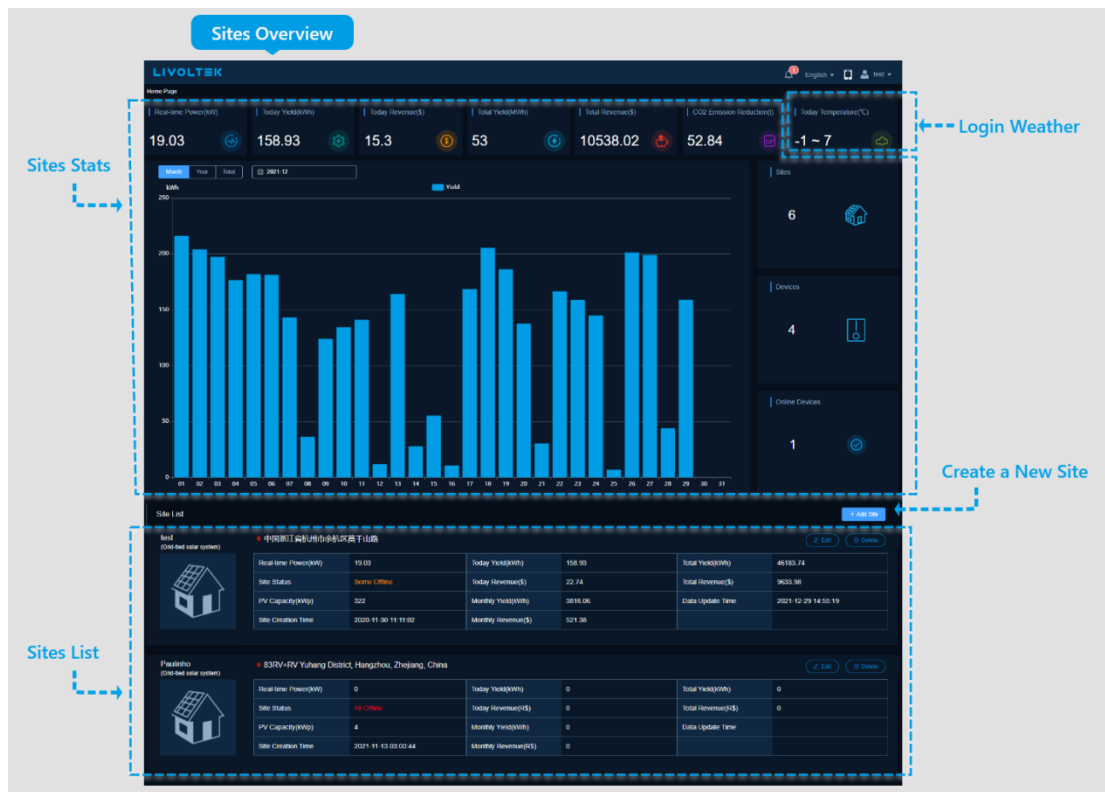 Sites Overview
LIVOLTEK
English
test
Home Page
Real-time Power(kW)
Today Yield(kWh)
Today Revenue($)
Total Yield(MWh)
Total Revenue($)
CO2 Emission Reduction(t)
Today Temperature(℃)
19.03
158.93
15.3
53
10538.02
52.84
-1 ~ 7
Login Weather
Sites Stats
Month Year Total 2021-12
kWh
Yield
250
200
150
100
50
0
01 02 03 04 05 06 07 08 09 10 11 12 13 14 15 16 17 18 19 20 21 22 23 24 25 26 27 28 29 30 31
Sites
6
Devices
4
Online Devices
1
Create a New Site
Site List
+ Add Site
Sites List
test
(Grid-tied solar system)
中国浙江省杭州市余杭区莫干山路
Edit Delete
Real-time Power(kW) 19.03 Today Yield(kWh) 158.93 Total Yield(kWh) 46183.74
Site Status Some Offline Today Revenue($) 22.74 Total Revenue($) 9633.98
PV Capacity(kWp) 322 Monthly Yield(kWh) 3816.06 Data Update Time 2021-12-29 14:55:19
Site Creation Time 2020-11-30 11:11:02 Monthly Revenue($) 521.38
Paulinho
(Grid-tied solar system)
83RV+RV Yuhang District, Hangzhou, Zhejiang, China
Edit Delete
Real-time Power(kW) 0 Today Yield(kWh) 0 Total Yield(kWh) 0
Site Status All Offline Today Revenue(R$) 0 Total Revenue(R$) 0
PV Capacity(kWp) 4 Monthly Yield(kWh) 0 Data Update Time
Site Creation Time 2021-11-13 03:03:44 Monthly Revenue(R$) 0